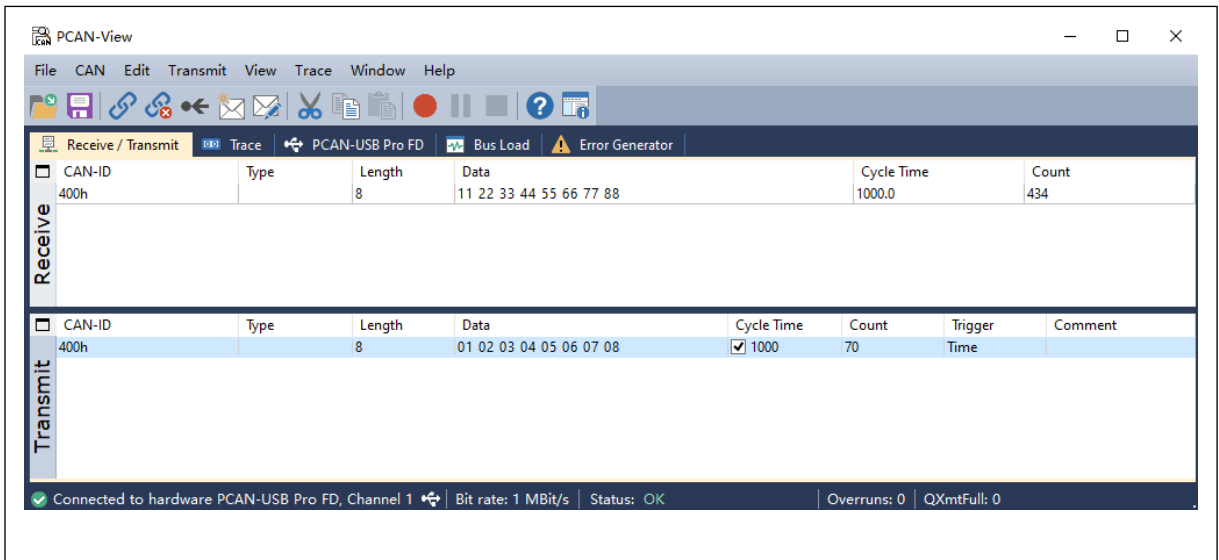 PCAN-View
File CAN Edit Transmit View Trace Window Help
Receive / Transmit Trace PCAN-USB Pro FD Bus Load Error Generator
CAN-ID Type Length Data Cycle Time Count
400h 8 11 22 33 44 55 66 77 88 1000.0 434
Receive
CAN-ID Type Length Data Cycle Time Count Trigger Comment
400h 8 01 02 03 04 05 06 07 08 1000 70 Time
Transmit
Connected to hardware PCAN-USB Pro FD, Channel 1 Bit rate: 1 MBit/s Status: OK Overruns: 0 QXmtFull: 0